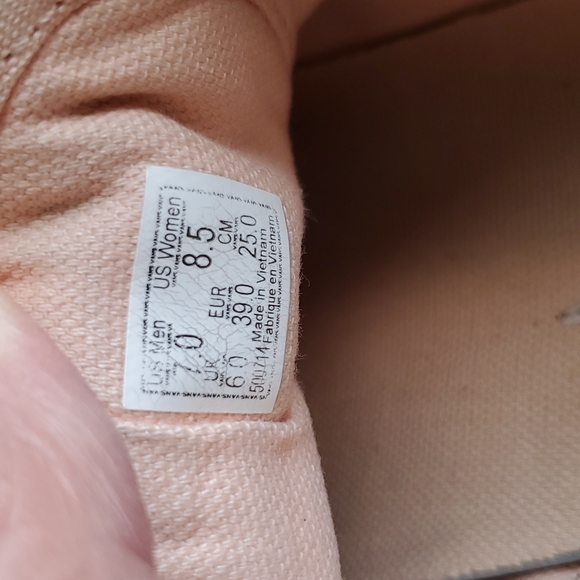 US Men US Women
7.0 8.5
UK EUR CM
6.0 39.0 25.0
500714 Made in Vietnam
Fabriqué en Vietnam